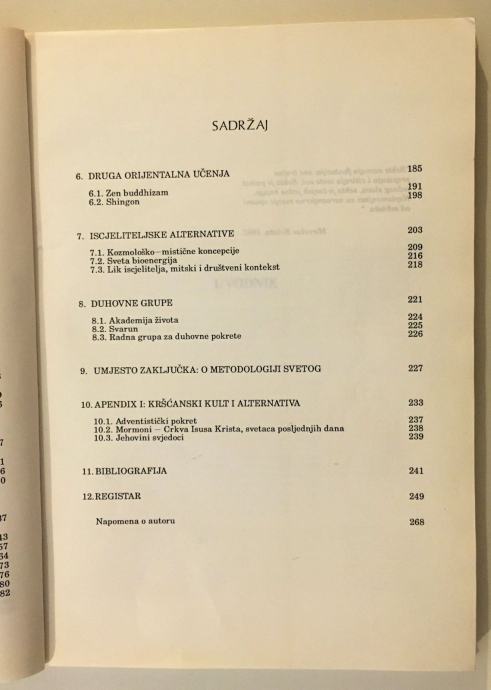 SADRŽAJ
6. DRUGA ORIJENTALNA UČENJA 185
6.1. Zen buddhizam 191
6.2. Shingon 198
7. ISCJELITELJSKE ALTERNATIVE 203
7.1. Kozmološko—mistične koncepcije 209
7.2. Sveta bioenergija 216
7.3. Lik iscjelitelja, mitski i društveni kontekst 218
8. DUHOVNE GRUPE 221
8.1. Akademija života 224
8.2. Svarun 225
8.3. Radna grupa za duhovne pokrete 226
9. UMJESTO ZAKLJUČKA: O METODOLOGIJI SVETOG 227
10. APENDIX I: KRŠĆANSKI KULT I ALTERNATIVA 233
10.1. Adventistički pokret 237
10.2. Mormoni — Crkva Isusa Krista, svetaca posljednjih dana 238
10.3. Jehovini svjedoci 239
11. BIBLIOGRAFIJA 241
12. REGISTAR 249
Napomena o autoru 268